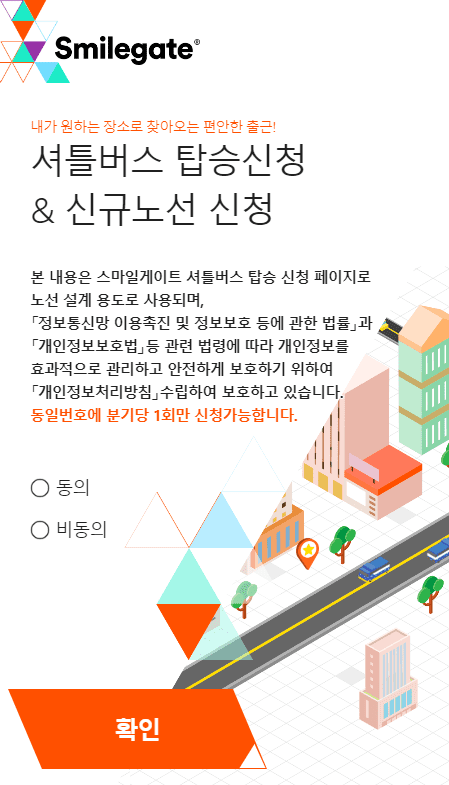 Smilegate®
내가 원하는 장소로 찾아오는 편안한 출근!
셔틀버스 탑승신청
& 신규노선 신청
본 내용은 스마일게이트 셔틀버스 탑승 신청 페이지로
노선 설계 용도로 사용되며,
「정보통신망 이용촉진 및 정보보호 등에 관한 법률」과
「개인정보보호법」등 관련 법령에 따라 개인정보를
효과적으로 관리하고 안전하게 보호하기 위하여
「개인정보처리방침」수립하여 보호하고 있습니다.
동일번호에 분기당 1회만 신청가능합니다.
동의
비동의
확인